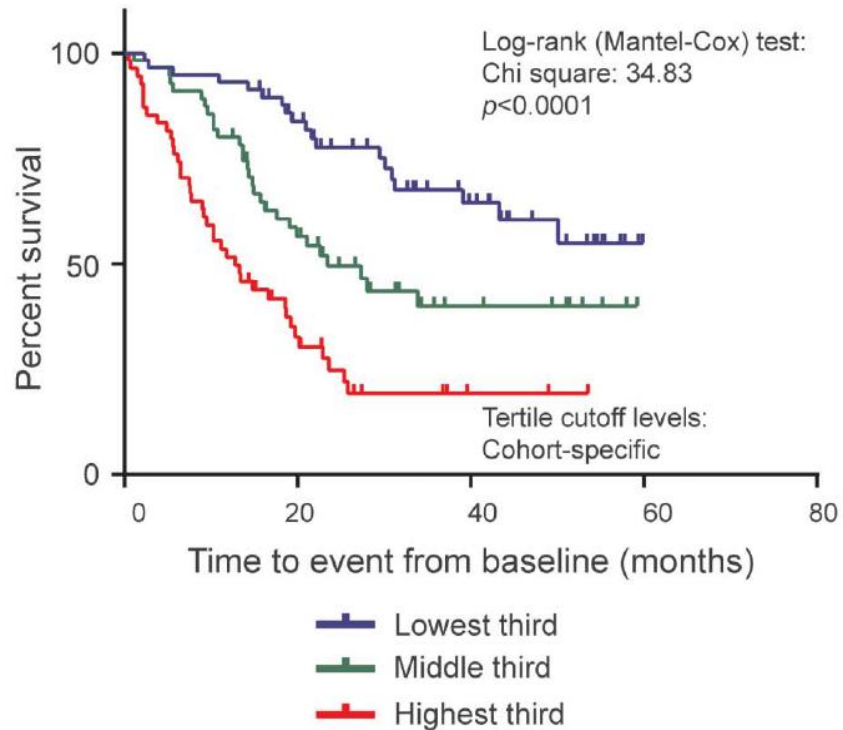 Log-rank (Mantel-Cox) test:
Chi square: 34.83
p<0.0001
100
50
0
Percent survival
Tertile cutoff levels:
Cohort-specific
0 20 40 60 80
Time to event from baseline (months)
Lowest third
Middle third
Highest third